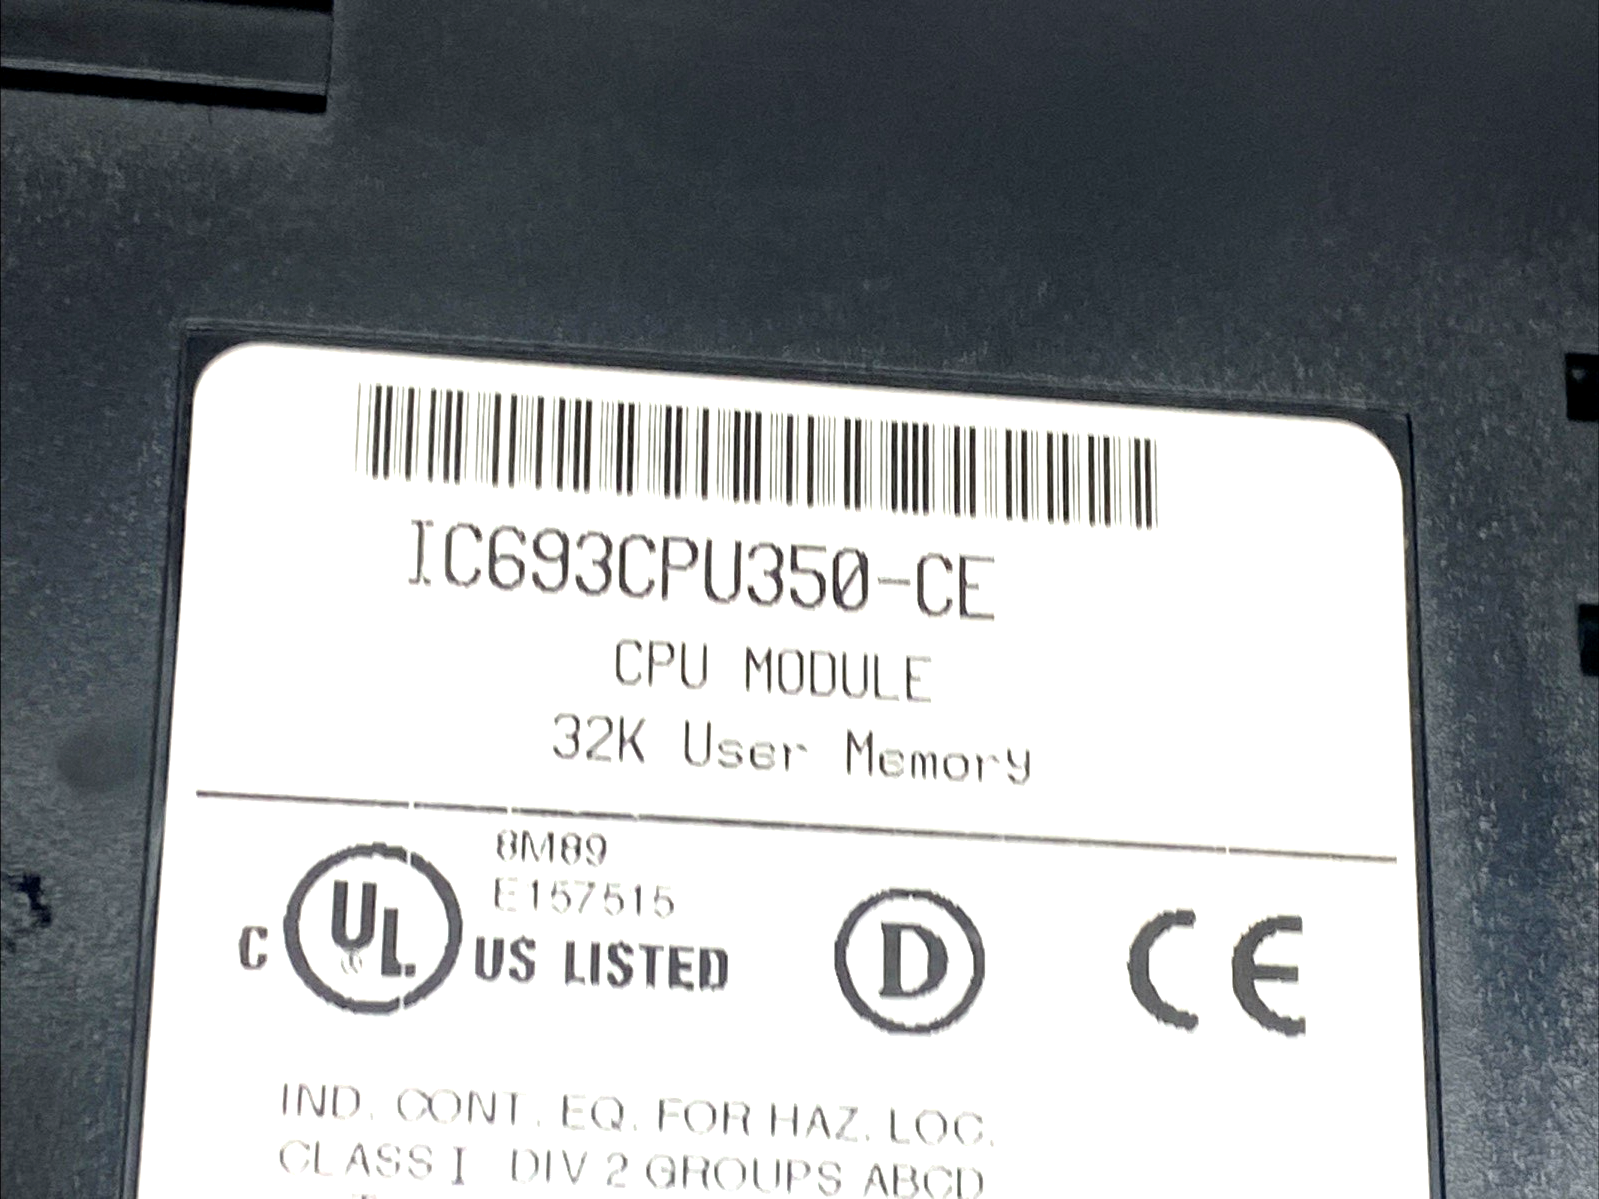 IC693CPU350-CE
CPU MODULE
32K User Memory
8M89
E157515
C UL® US LISTED
D
CE
IND. CONT. EQ. FOR HAZ. LOC.
CLASS I DIV 2 GROUPS ABCD